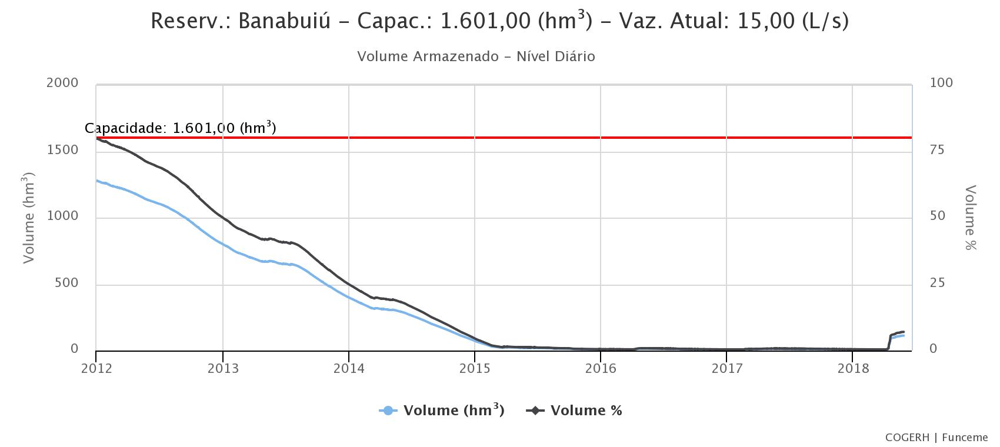 Reserv.: Banabuiú – Capac.: 1.601,00 (hm³) – Vaz. Atual: 15,00 (L/s)
Volume Armazenado – Nível Diário
2000
1500
1000
500
0
Volume (hm³)
Capacidade: 1.601,00 (hm³)
100
75
50
25
0
Volume %
2012 2013 2014 2015 2016 2017 2018
Volume (hm³) Volume %
COGERH | Funceme